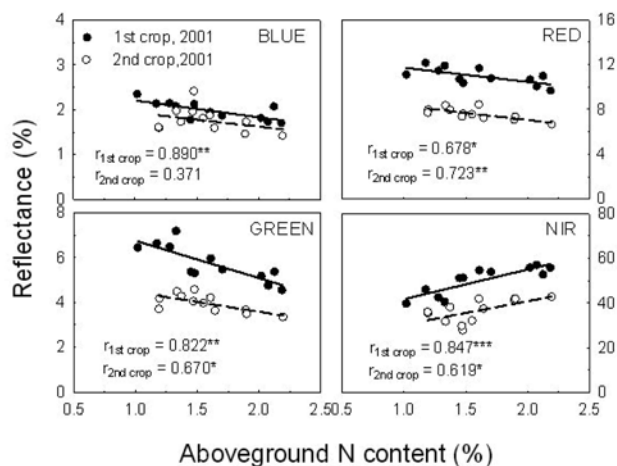 4
3
2
1
0
BLUE
1st crop, 2001
2nd crop,2001
r1st crop = 0.890**
r2nd crop = 0.371
RED
16
12
8
4
0
0.678*
0.723**
Reflectance (%)
8
6
4
2
0
GREEN
r1st crop = 0.822**
r2nd crop = 0.670*
NIR
80
60
40
20
0
r1st crop = 0.847***
r2nd crop = 0.619*
0.5 1.0 1.5 2.0 2.5
0.5 1.0 1.5 2.0 2.5
Aboveground N content (%)